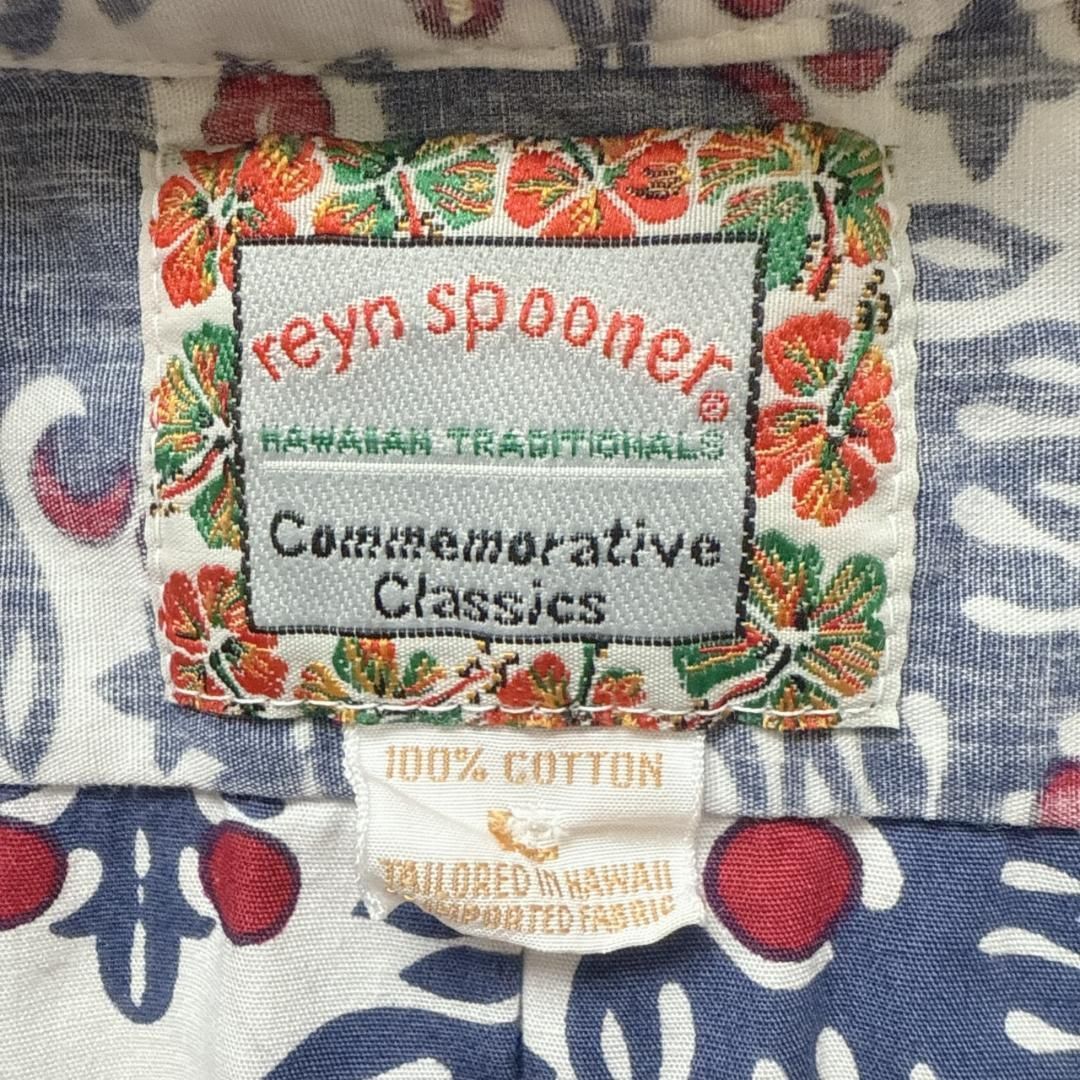 reyn spooner®
HAWAIIAN TRADITIONALS
Commemorative
Classics
100% COTTON
TAILORED IN HAWAII
IMPORTED FABRIC